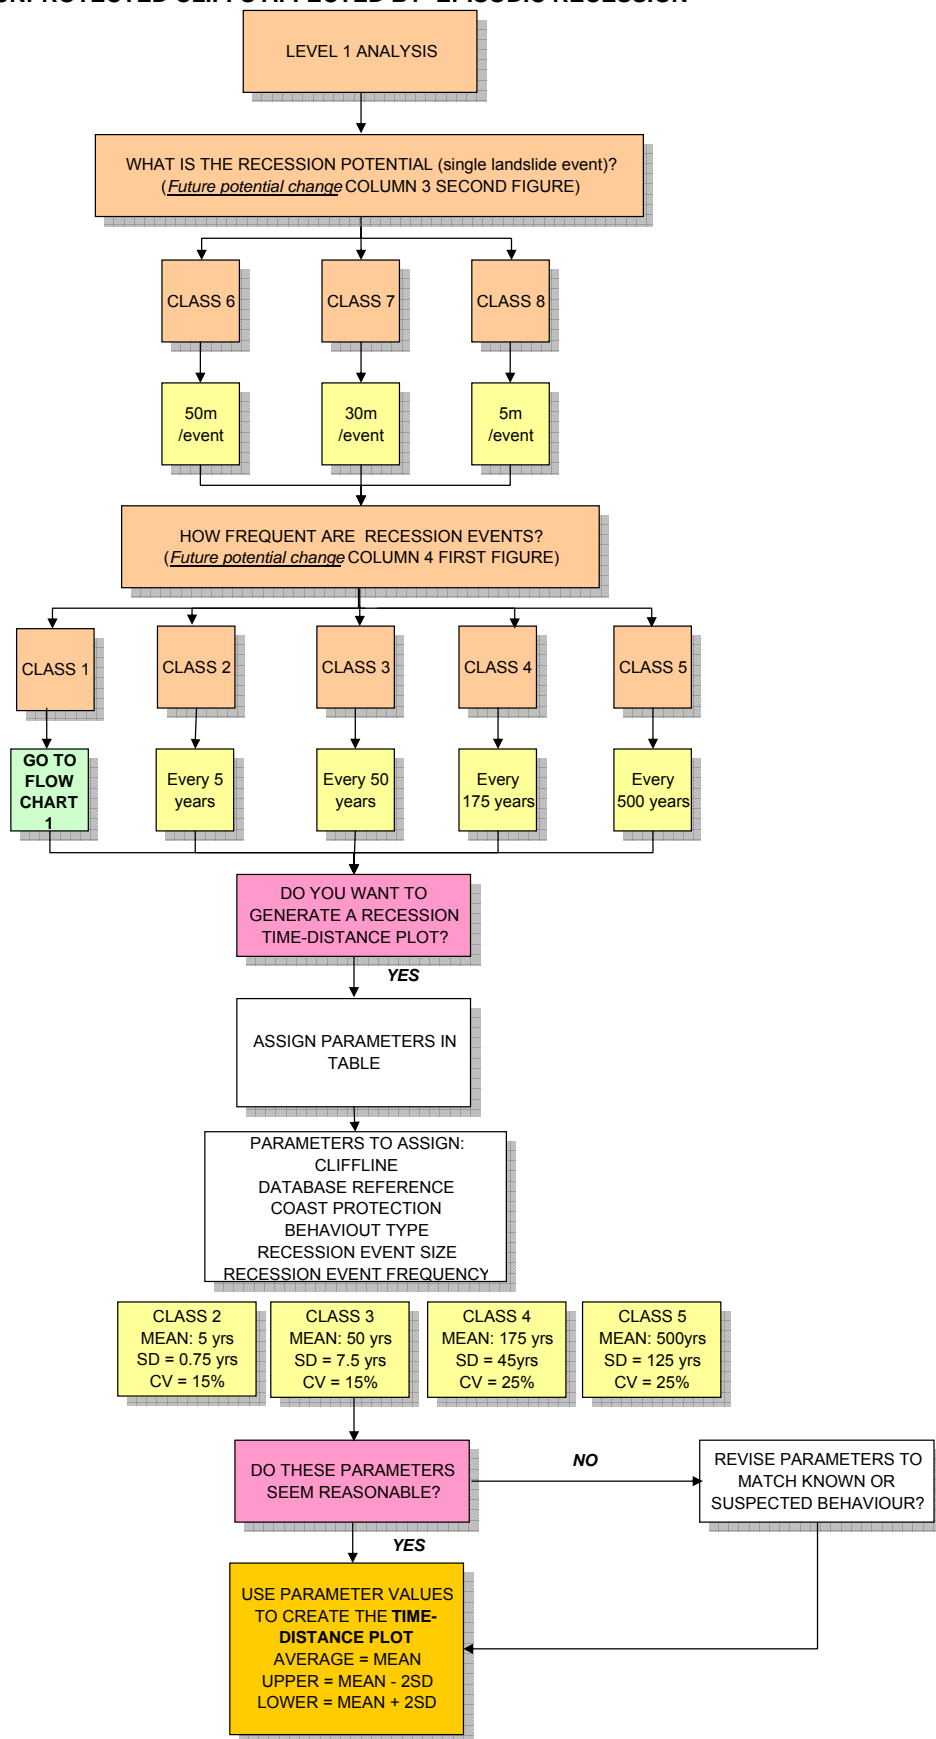 UNPROTECTED CLIFFS AFFECTED BY EPISODIC RECESSION
LEVEL 1 ANALYSIS
WHAT IS THE RECESSION POTENTIAL (single landslide event)?
(Future potential change COLUMN 3 SECOND FIGURE)
CLASS 6
CLASS 7
CLASS 8
50m
/event
30m
/event
5m
/event
HOW FREQUENT ARE RECESSION EVENTS?
(Future potential change COLUMN 4 FIRST FIGURE)
CLASS 1
CLASS 2
CLASS 3
CLASS 4
CLASS 5
GO TO
FLOW
CHART
1
Every 5
years
Every 50
years
Every
175 years
Every
500 years
DO YOU WANT TO
GENERATE A RECESSION
TIME-DISTANCE PLOT?
YES
ASSIGN PARAMETERS IN
TABLE
PARAMETERS TO ASSIGN:
CLIFFLINE
DATABASE REFERENCE
COAST PROTECTION
BEHAVIOUT TYPE
RECESSION EVENT SIZE
RECESSION EVENT FREQUENCY
CLASS 2
MEAN: 5 yrs
SD = 0.75 yrs
CV = 15%
CLASS 3
MEAN: 50 yrs
SD = 7.5 yrs
CV = 15%
CLASS 4
MEAN: 175 yrs
SD = 45yrs
CV = 25%
CLASS 5
MEAN: 500yrs
SD = 125 yrs
CV = 25%
DO THESE PARAMETERS
SEEM REASONABLE?
NO
REVISE PARAMETERS TO
MATCH KNOWN OR
SUSPECTED BEHAVIOUR?
YES
USE PARAMETER VALUES
TO CREATE THE TIME-
DISTANCE PLOT
AVERAGE = MEAN
UPPER = MEAN - 2SD
LOWER = MEAN + 2SD